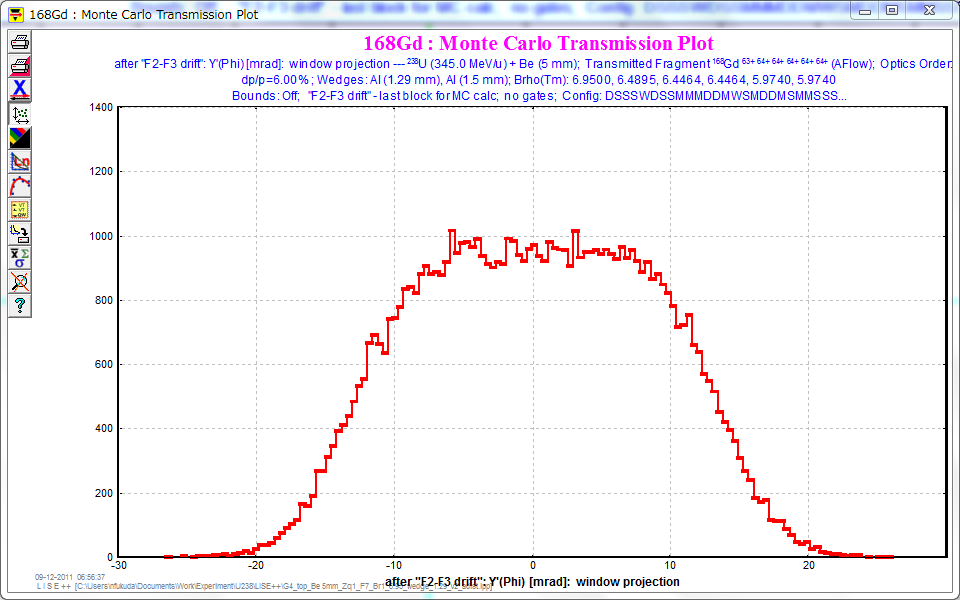 168Gd : Monte Carlo Transmission Plot
168Gd : Monte Carlo Transmission Plot
after "F2-F3 drift": Y'(Phi) [mrad]: window projection --- 238U (345.0 MeV/u) + Be (5 mm); Transmitted Fragment 168Gd 63+ 64+ 64+ 64+ 64+ 64+ (AFlow); Optics Order:
dp/p=6.00% ; Wedges: Al (1.29 mm), Al (1.5 mm); Brho(Tm): 6.9500, 6.4895, 6.4464, 6.4464, 5.9740, 5.9740
Bounds: Off; "F2-F3 drift" - last block for MC calc; no gates; Config: DSSSWDSSMMMDDMWSMDDMSMMSSS...
1400
1200
1000
800
600
400
200
0
-30
-20
-10
0
10
20
after "F2-F3 drift": Y'(Phi) [mrad]: window projection
09-12-2011 06:56:37